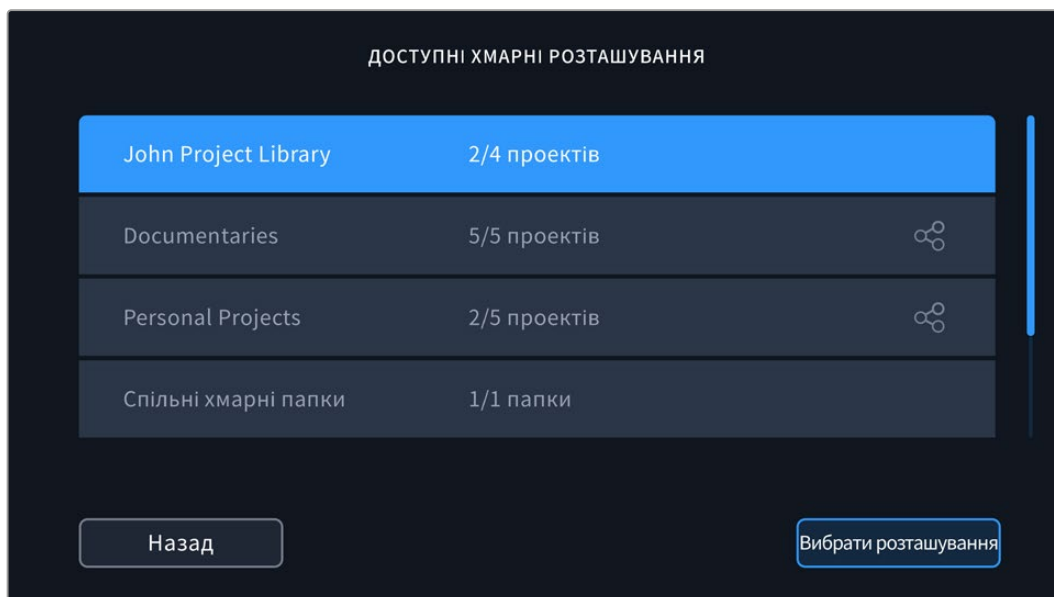 ДОСТУПНІ ХМАРНІ РОЗТАШУВАННЯ
John Project Library 2/4 проектів
Documentaries 5/5 проектів
Personal Projects 2/5 проектів
Спільні хмарні папки 1/1 папки
Назад Вибрати розташування